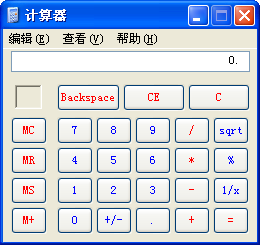 计算器
编辑(E) 查看(V) 帮助(H)
0.
Backspace CE C
MC 7 8 9 / sqrt
MR 4 5 6 * %
MS 1 2 3 - 1/x
M+ 0 +/- . + =